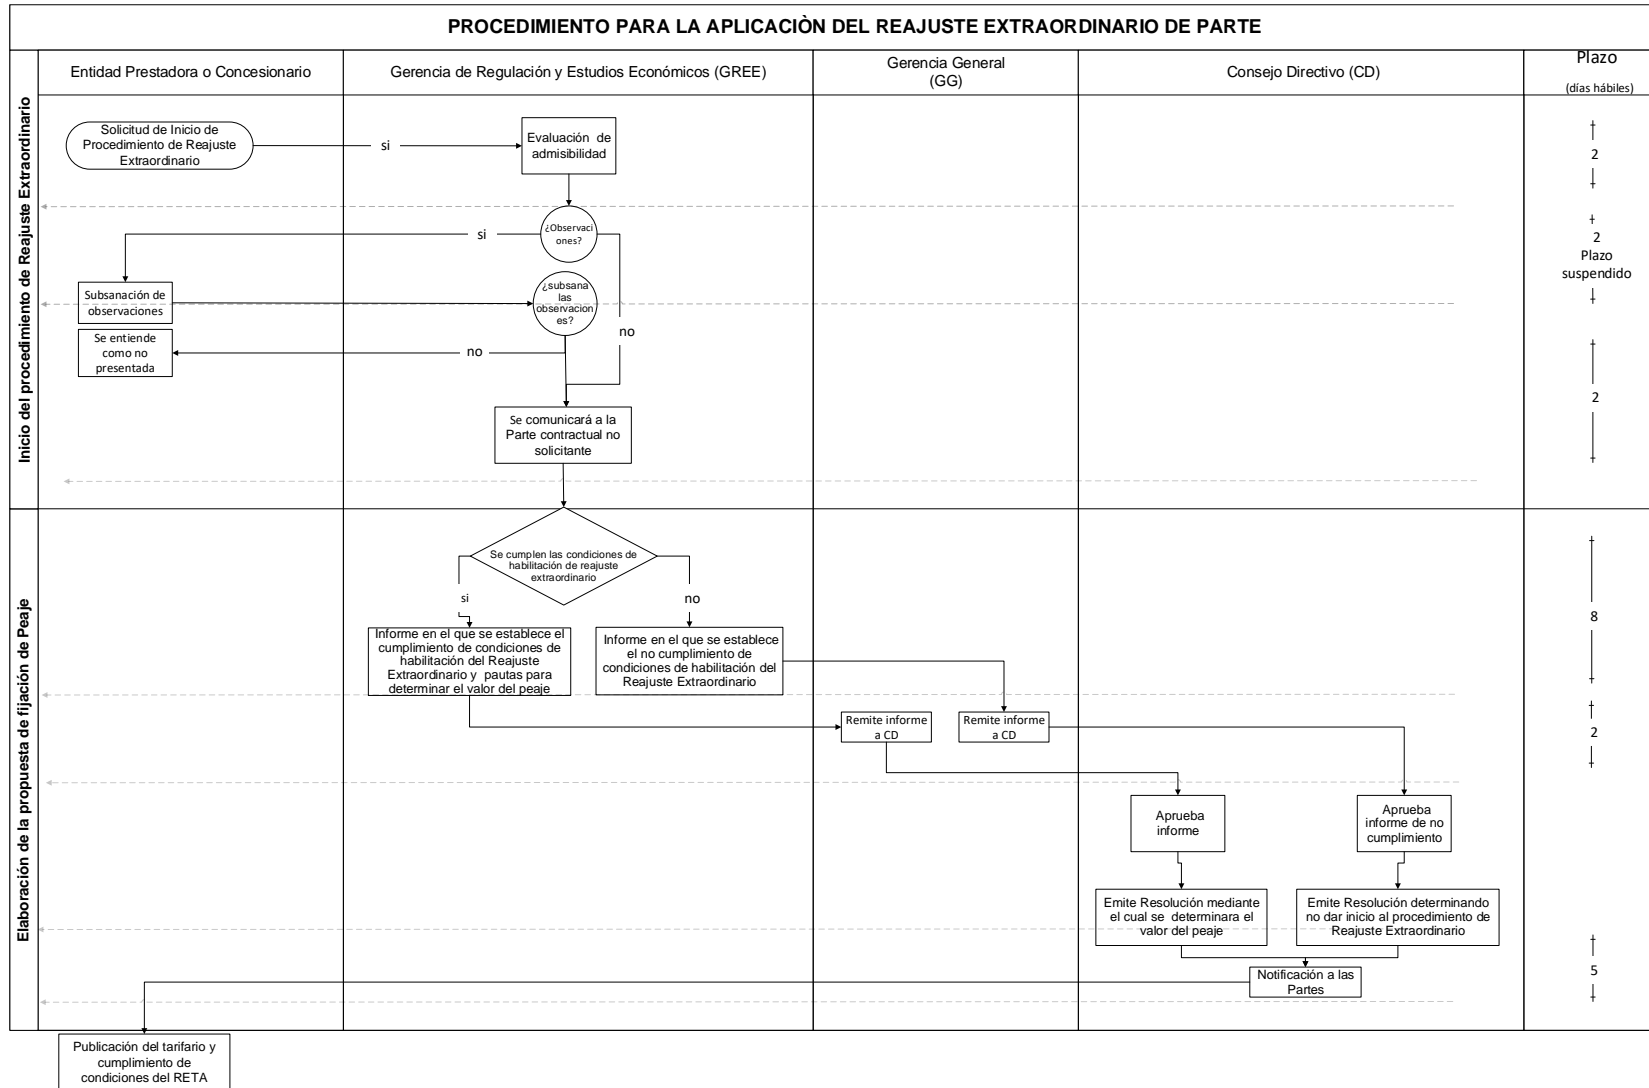 PROCEDIMIENTO PARA LA APLICACIÒN DEL REAJUSTE EXTRAORDINARIO DE PARTE
Entidad Prestadora o Concesionario
Gerencia de Regulación y Estudios Económicos (GREE)
Gerencia General
(GG)
Consejo Directivo (CD)
Plazo
(días hábiles)
Inicio del procedimiento de Reajuste Extraordinario
Solicitud de Inicio de
Procedimiento de Reajuste
Extraordinario
si
Evaluación de
admisibilidad
2
¿Observaci
ones?
si
2
Plazo
suspendido
Subsanación de
observaciones
¿subsana
las
observacion
es?
no
Se entiende
como no
presentada
no
2
Se comunicará a la
Parte contractual no
solicitante
Elaboración de la propuesta de fijación de Peaje
Se cumplen las condiciones de
habilitación de reajuste
extraordinario
si
no
8
Informe en el que se establece el
cumplimiento de condiciones de
habilitación del Reajuste
Extraordinario y pautas para
determinar el valor del peaje
Informe en el que se establece
el no cumplimiento de
condiciones de habilitación del
Reajuste Extraordinario
Remite informe
a CD
Remite informe
a CD
2
Aprueba
informe
Aprueba
informe de no
cumplimiento
Emite Resolución mediante
el cual se determinara el
valor del peaje
Emite Resolución determinando
no dar inicio al procedimiento de
Reajuste Extraordinario
Notificación a las
Partes
5
Publicación del tarifario y
cumplimiento de
condiciones del RETA